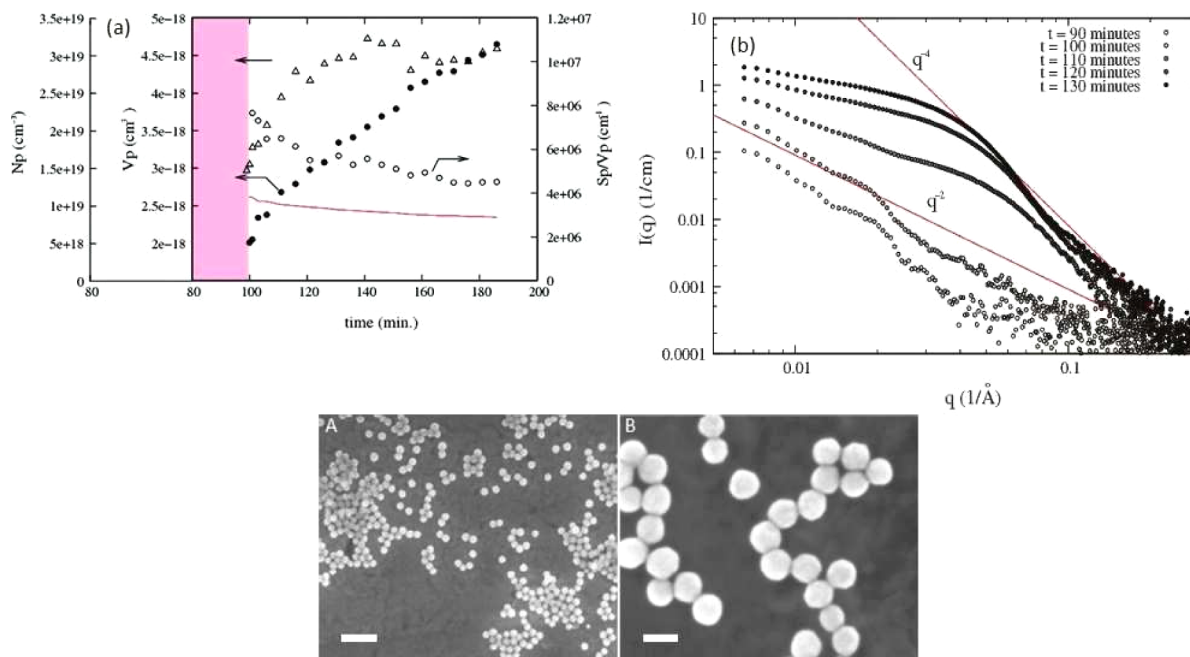 (a)
Np (cm⁻³)
3.5e+19
3e+19
2.5e+19
2e+19
1.5e+19
1e+19
5e+18
0
80
Vp (cm³)
5e-18
4.5e-18
4e-18
3.5e-18
3e-18
2.5e-18
2e-18
80 100 120 140 160 180 200
time (min.)
1.2e+07
1e+07
8e+06
6e+06
4e+06
2e+06
0
Sp/Vp (cm⁻¹)
(b)
I(q) (1/cm)
10
1
0.1
0.01
0.001
0.0001
0.01 0.1
q (1/Å)
q⁻⁴
q⁻²
t = 90 minutes
t = 100 minutes
t = 110 minutes
t = 120 minutes
t = 130 minutes
A
B